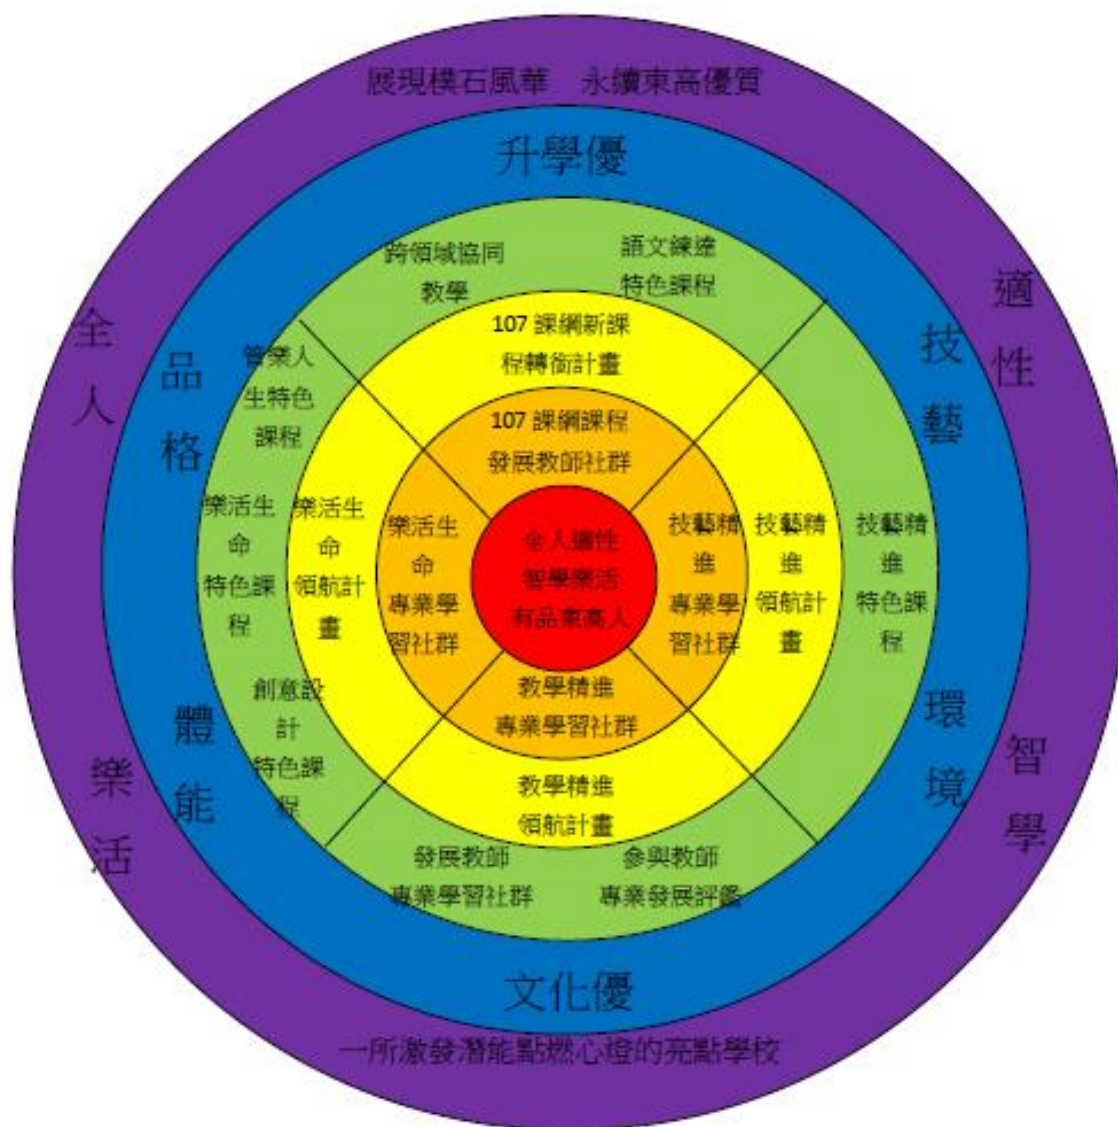 展現樸石風華　永續東高優質
升學優
跨領域協同
教學
語文鍊達
特色課程
適
性
全
人
品
格
技
藝
管樂人
生特色
課程
107 課綱新課
程轉銜計畫
107 課綱課程
發展教師社群
樂活生
命
特色課
程
樂活生
命
領航計
畫
樂活生
命
專業學
習社群
全人適性
智學樂活
有品東高人
技藝精
進
專業學
習社群
技藝精
進
領航計
畫
技藝精
進
特色課
程
創意設
計
特色課
程
教學精進
專業學習社群
教學精進
領航計畫
發展教師
專業學習社群
參與教師
專業發展評鑑
體
能
環
境
樂
活
智
學
文化優
一所激發潛能點燃心燈的亮點學校